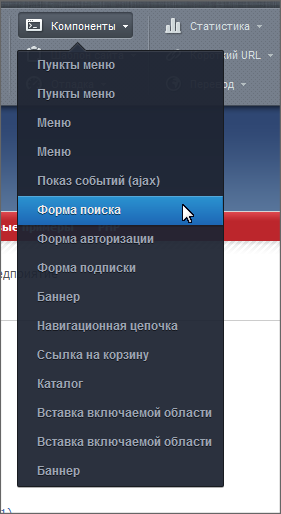 Компоненты
Статистика
URL
Пункты меню
Пункты меню
Меню
Меню
Показ событий (ajax)
Форма поиска
Форма авторизации
Форма подписки
Баннер
Навигационная цепочка
Ссылка на корзину
Каталог
Вставка включаемой области
Вставка включаемой области
Баннер